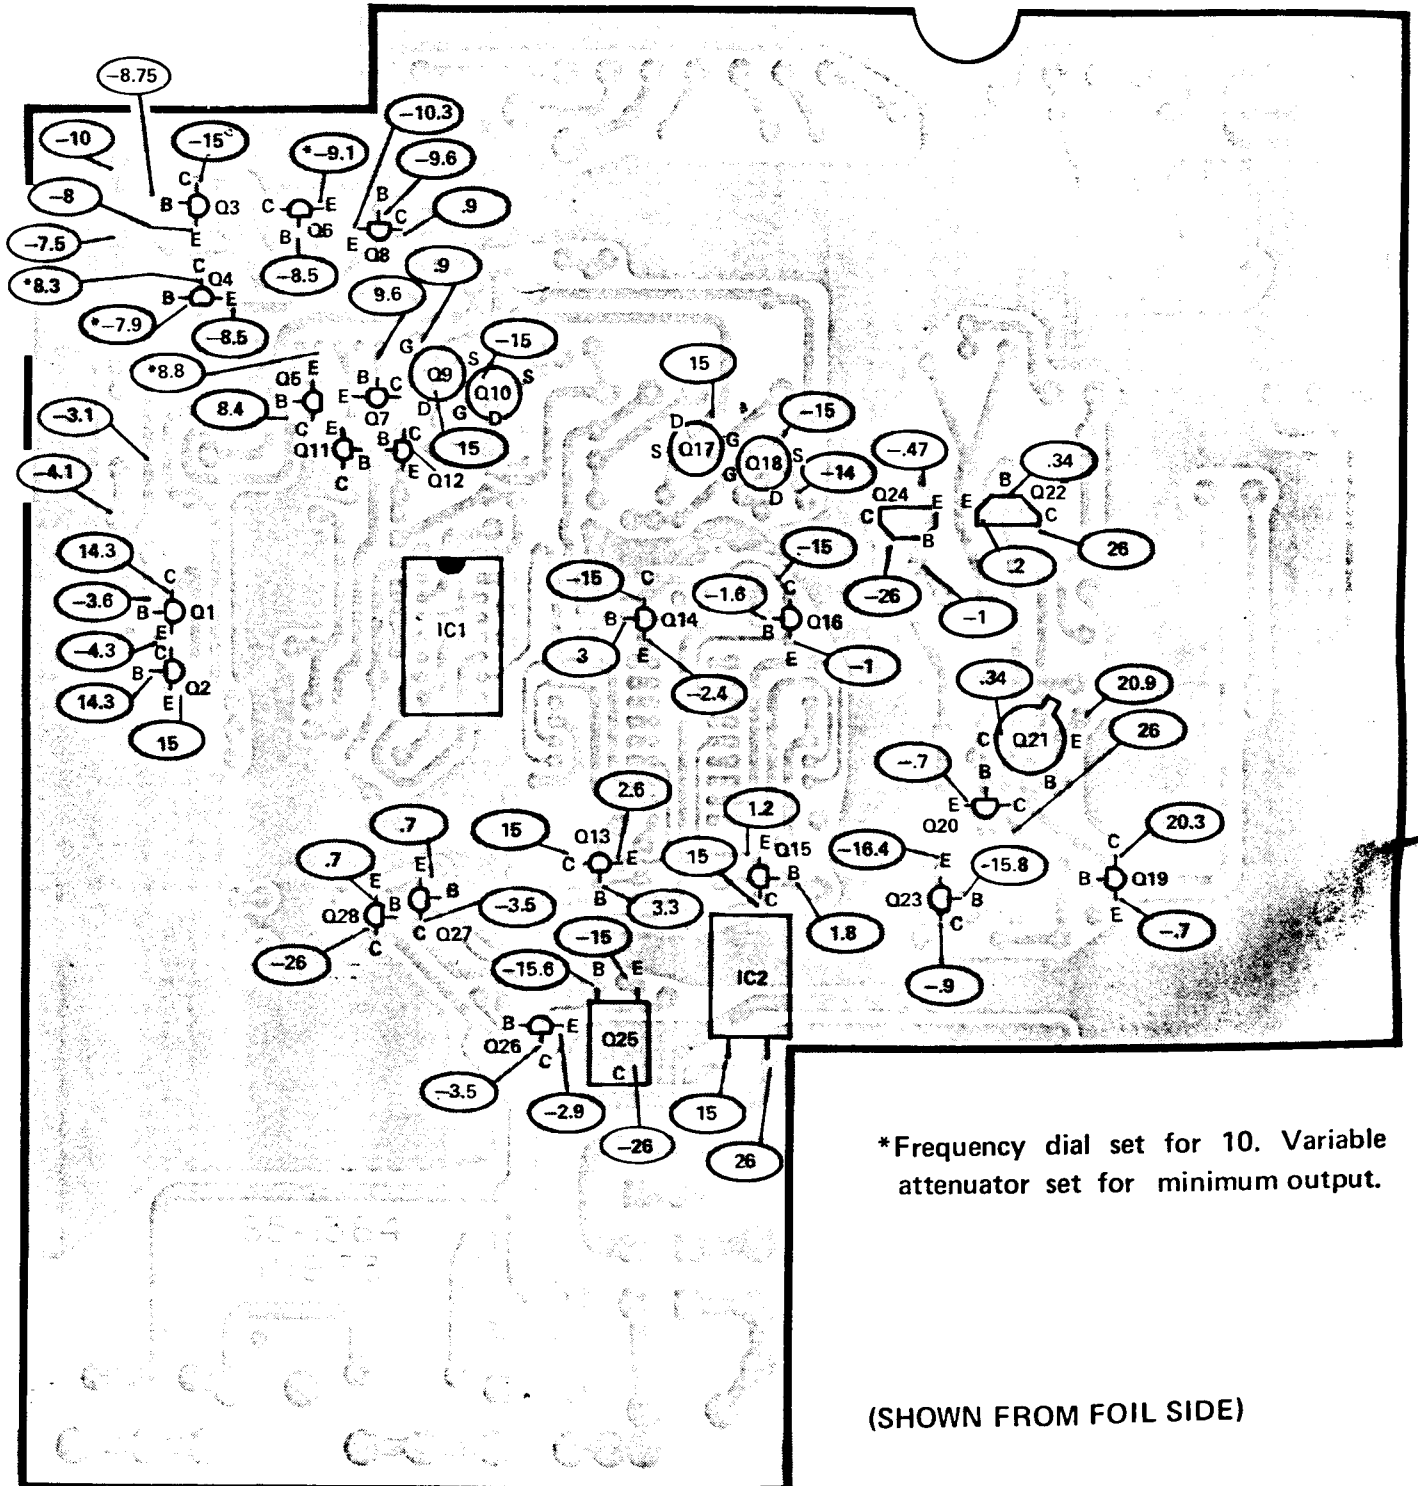 −8.75
−10
−15
*−9.1
−10.3
−9.6
.9
−8
−7.5
*8.3
*−7.9
−8.5
−8.5
C
B
E
Q3
C
E
B
Q6
B
C
E
Q8
C
Q4
B
E
9.6
.9
*8.8
8.4
E
Q5
B
C
B
E
C
Q7
G
Q9
S
D
−15
Q10
S
G
D
15
E
Q11
B
C
B
C
E
Q12
−3.1
−4.1
15
D
S
Q17
G
−15
Q18
S
G
D
−14
−.47
Q24
C
E
B
−26
−1
.34
B
Q22
E
C
.2
26
14.3
−3.6
−4.3
14.3
15
C
B
Q1
E
C
B
Q2
E
IC1
−15
C
B
Q14
E
3
−2.4
−15
−1.6
C
B
Q16
E
−1
.34
20.9
26
C
Q21
E
B
−.7
B
E
C
Q20
2.6
15
Q13
C
E
B
3.3
1.2
15
E
Q15
B
C
1.8
−16.4
-15.8
E
Q23
B
C
−.9
20.3
C
B
Q19
E
−.7
.7
.7
E
B
C
Q27
−3.5
E
Q28
B
C
−26
−15
−15.6
B
E
Q25
C
−26
B
E
Q26
C
−3.5
−2.9
IC2
15
26
*Frequency dial set for 10. Variable
attenuator set for minimum output.
(SHOWN FROM FOIL SIDE)